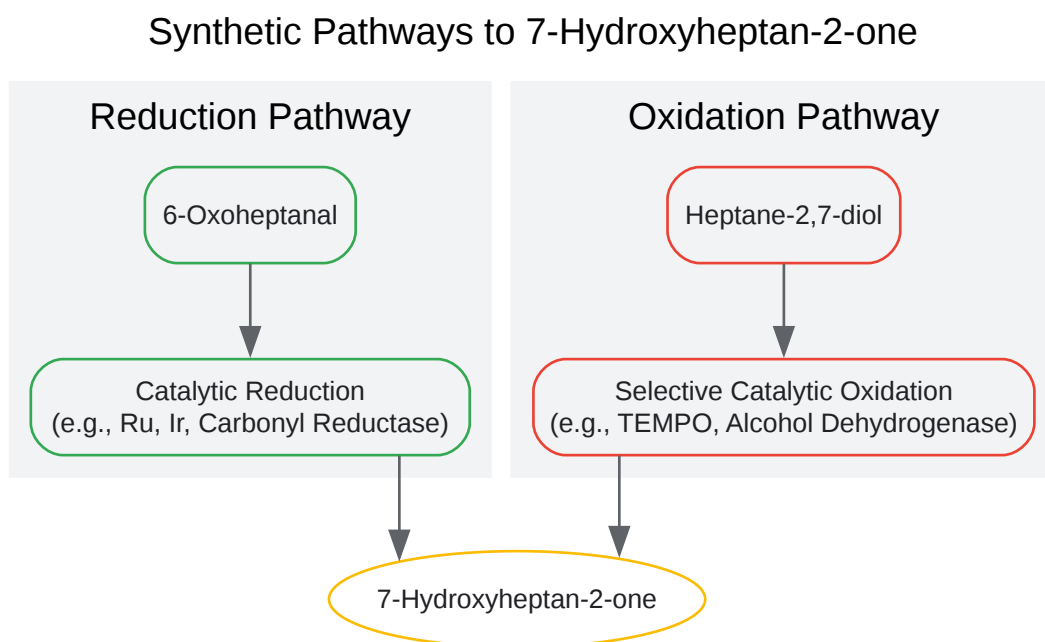 Synthetic Pathways to 7-Hydroxyheptan-2-one
Reduction Pathway
6-Oxoheptanal
Catalytic Reduction
(e.g., Ru, Ir, Carbonyl Reductase)
Oxidation Pathway
Heptane-2,7-diol
Selective Catalytic Oxidation
(e.g., TEMPO, Alcohol Dehydrogenase)
7-Hydroxyheptan-2-one